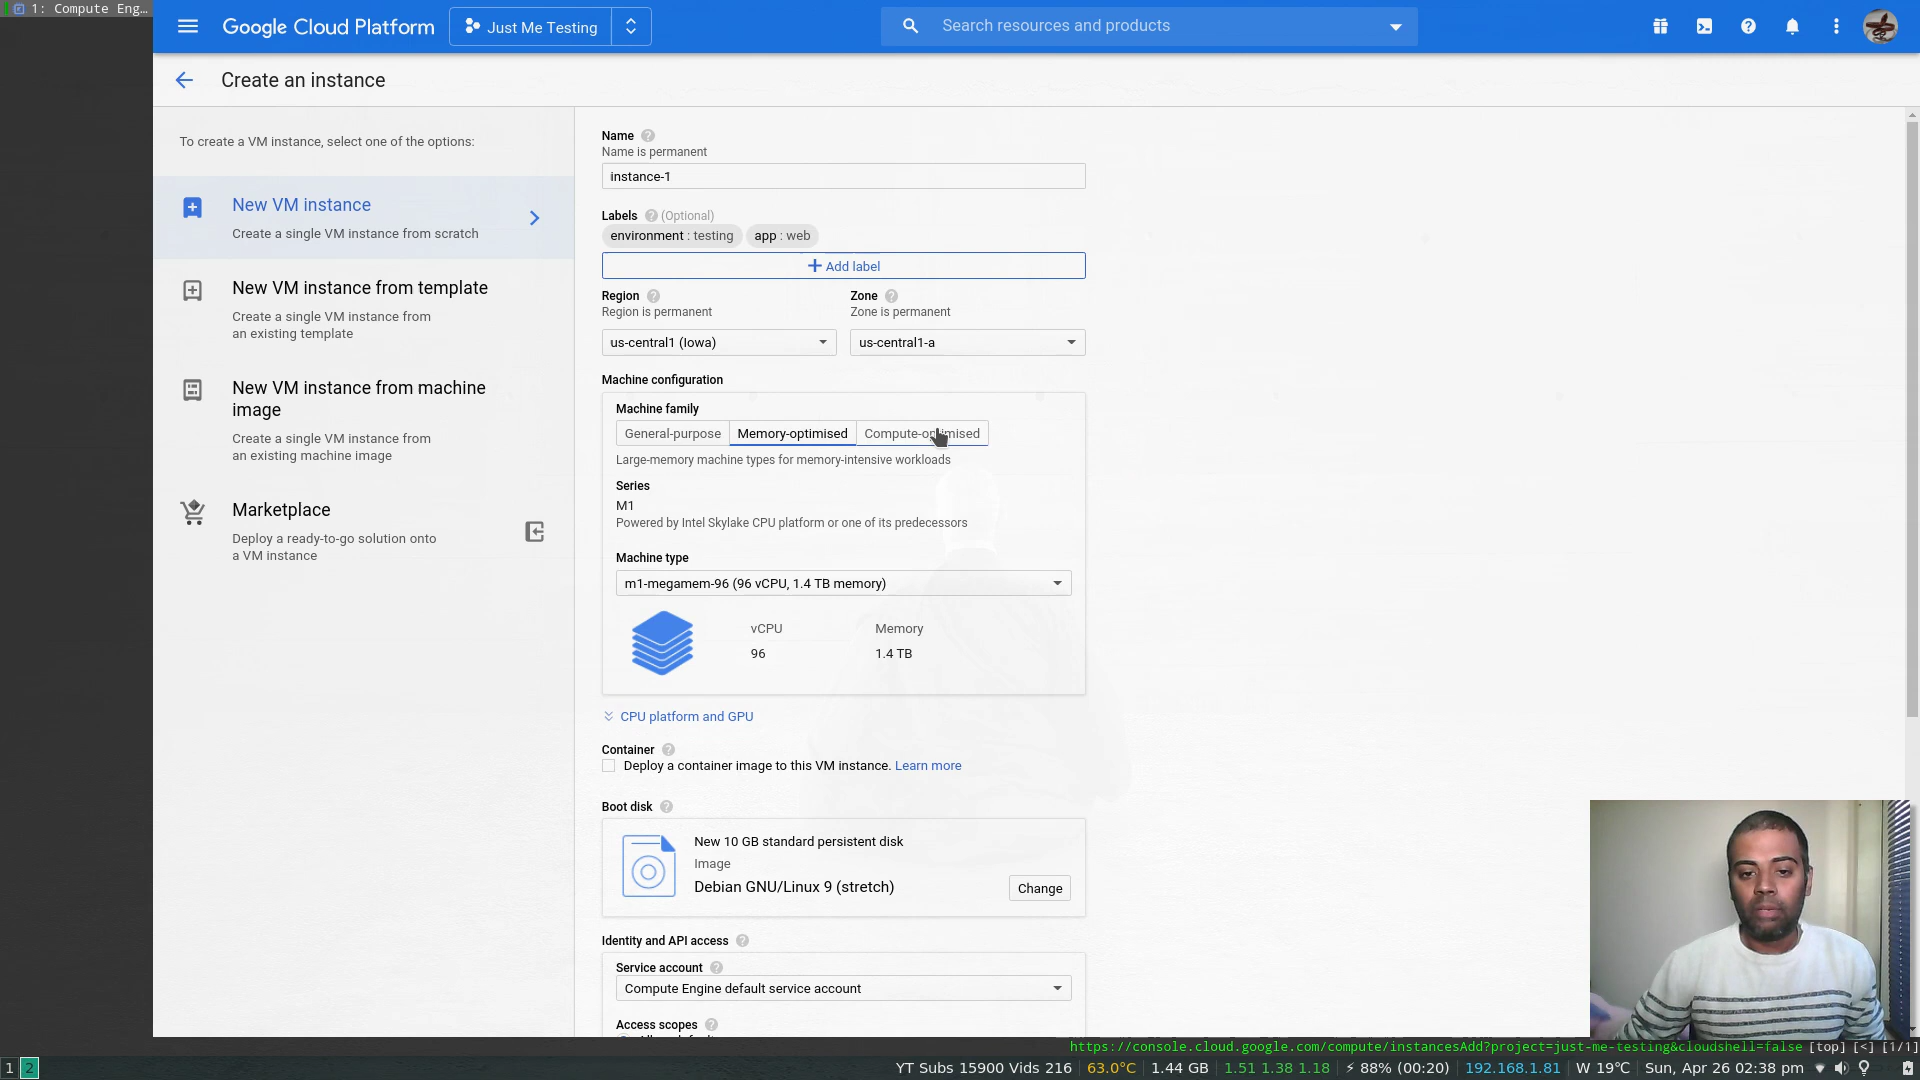 1: Compute Eng…
Google Cloud Platform
Just Me Testing
Search resources and products
Create an instance
To create a VM instance, select one of the options:
New VM instance
Create a single VM instance from scratch
New VM instance from template
Create a single VM instance from
an existing template
New VM instance from machine
image
Create a single VM instance from
an existing machine image
Marketplace
Deploy a ready-to-go solution onto
a VM instance
Name
Name is permanent
instance-1
Labels (Optional)
environment : testing app : web
Add label
Region Zone
Region is permanent Zone is permanent
us-central1 (Iowa) us-central1-a
Machine configuration
Machine family
General-purpose Memory-optimised Compute-optimised
Large-memory machine types for memory-intensive workloads
Series
M1
Powered by Intel Skylake CPU platform or one of its predecessors
Machine type
m1-megamem-96 (96 vCPU, 1.4 TB memory)
vCPU Memory
96 1.4 TB
CPU platform and GPU
Container
Deploy a container image to this VM instance. Learn more
Boot disk
New 10 GB standard persistent disk
Image
Debian GNU/Linux 9 (stretch)
Change
Identity and API access
Service account
Compute Engine default service account
Access scopes
https://console.cloud.google.com/compute/instancesAdd?project=just-me-testing&cloudshell=false [top] [<] [1/1]
1 2 YT Subs 15900 Vids 216 63.0°C 1.44 GB 1.51 1.38 1.18 ⚡ 88% (00:20) 192.168.1.81 W 19℃ Sun, Apr 26 02:38 pm